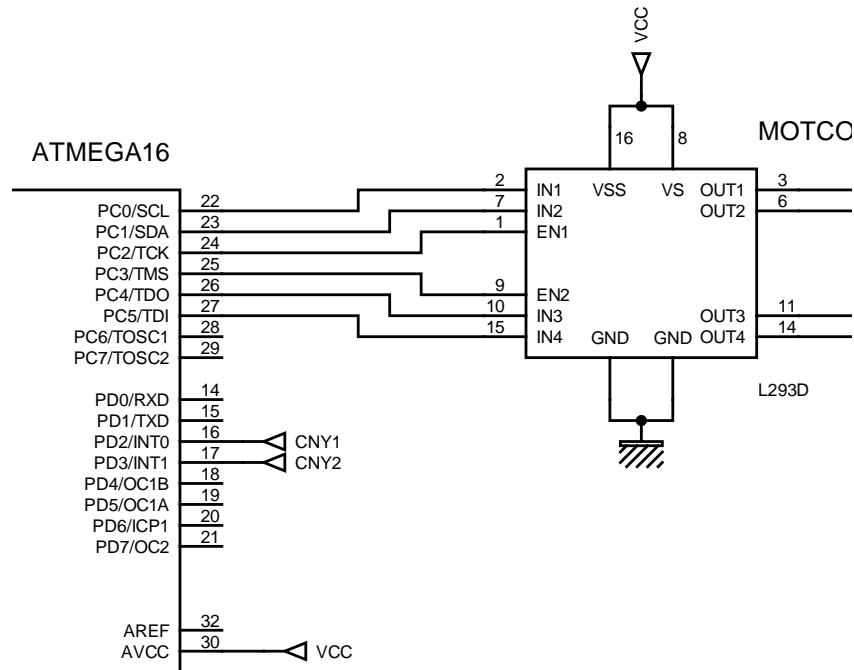 VCC
16 8
ATMEGA16
MOTCO
PC0/SCL 22
PC1/SDA 23
PC2/TCK 24
PC3/TMS 25
PC4/TDO 26
PC5/TDI 27
PC6/TOSC1 28
PC7/TOSC2 29
PD0/RXD 14
PD1/TXD 15
PD2/INT0 16 CNY1
PD3/INT1 17 CNY2
PD4/OC1B 18
PD5/OC1A 19
PD6/ICP1 20
PD7/OC2 21
AREF 32
AVCC 30 VCC
2 IN1 VSS VS OUT1 3
7 IN2 OUT2 6
1 EN1
9 EN2
10 IN3 OUT3 11
15 IN4 GND GND OUT4 14
L293D